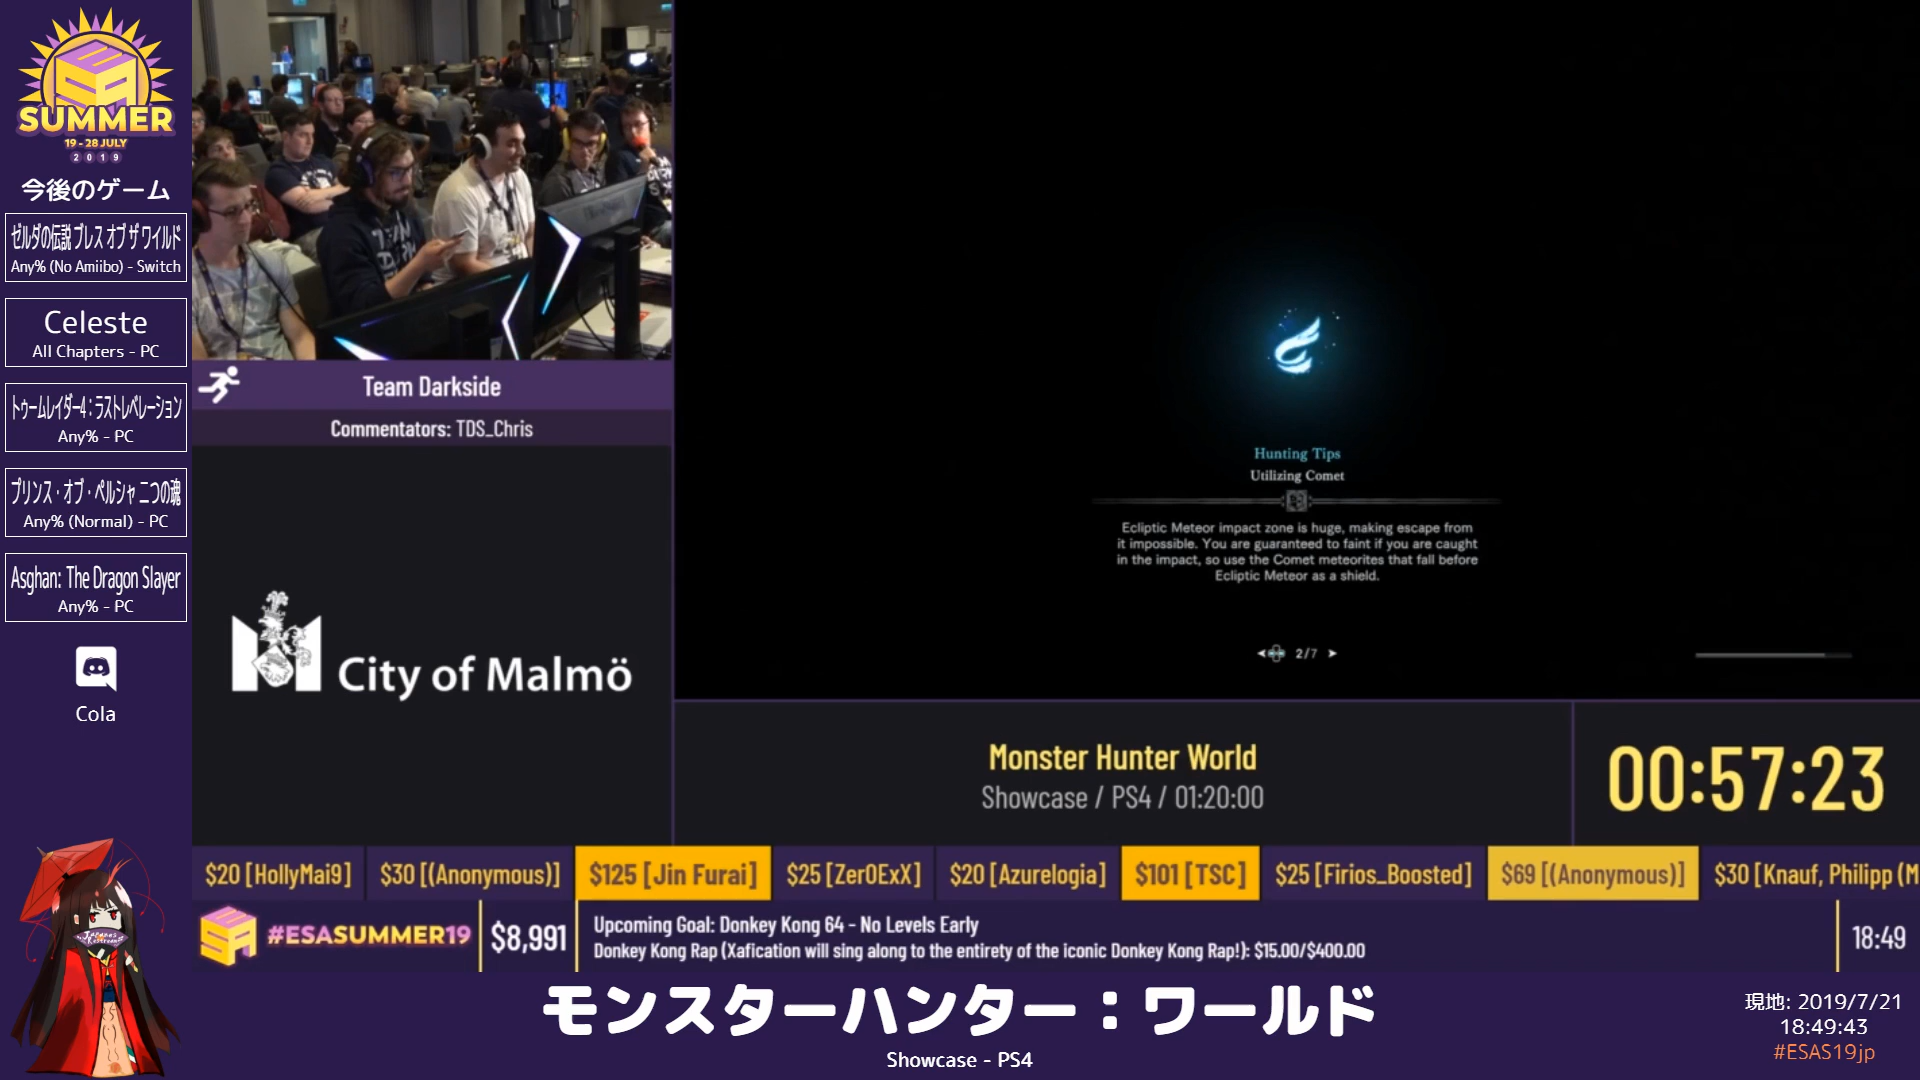 SUMMER
19 - 28 JULY
2 0 1 9
今後のゲーム
ゼルダの伝説 ブレス オブ ザ ワイルド
Any% (No Amiibo) - Switch
Celeste
All Chapters - PC
トゥームレイダー4：ラストレベレーション
Any% - PC
プリンス・オブ・ペルシャ 二つの魂
Any% (Normal) - PC
Asghan: The Dragon Slayer
Any% - PC
Cola
Team Darkside
Commentators: TDS_Chris
City of Malmö
Hunting Tips
Utilizing Comet
Ecliptic Meteor impact zone is huge, making escape from
it impossible. You are guaranteed to faint if you are caught
in the impact, so use the Comet meteorites that fall before
Ecliptic Meteor as a shield.
2/7
Monster Hunter World
Showcase / PS4 / 01:20:00
00:57:23
$20 [HollyMai9] $30 [(Anonymous)] $125 [Jin Furai] $25 [Zer0ExX] $20 [Azurelogia] $101 [TSC] $25 [Firios_Boosted] $69 [(Anonymous)] $30 [Knauf, Philipp (M
#ESASUMMER19
$8,991
Upcoming Goal: Donkey Kong 64 - No Levels Early
Donkey Kong Rap (Xafication will sing along to the entirety of the iconic Donkey Kong Rap!): $15.00/$400.00
18:49
モンスターハンター：ワールド
Showcase - PS4
現地: 2019/7/21
18:49:43
#ESAS19jp